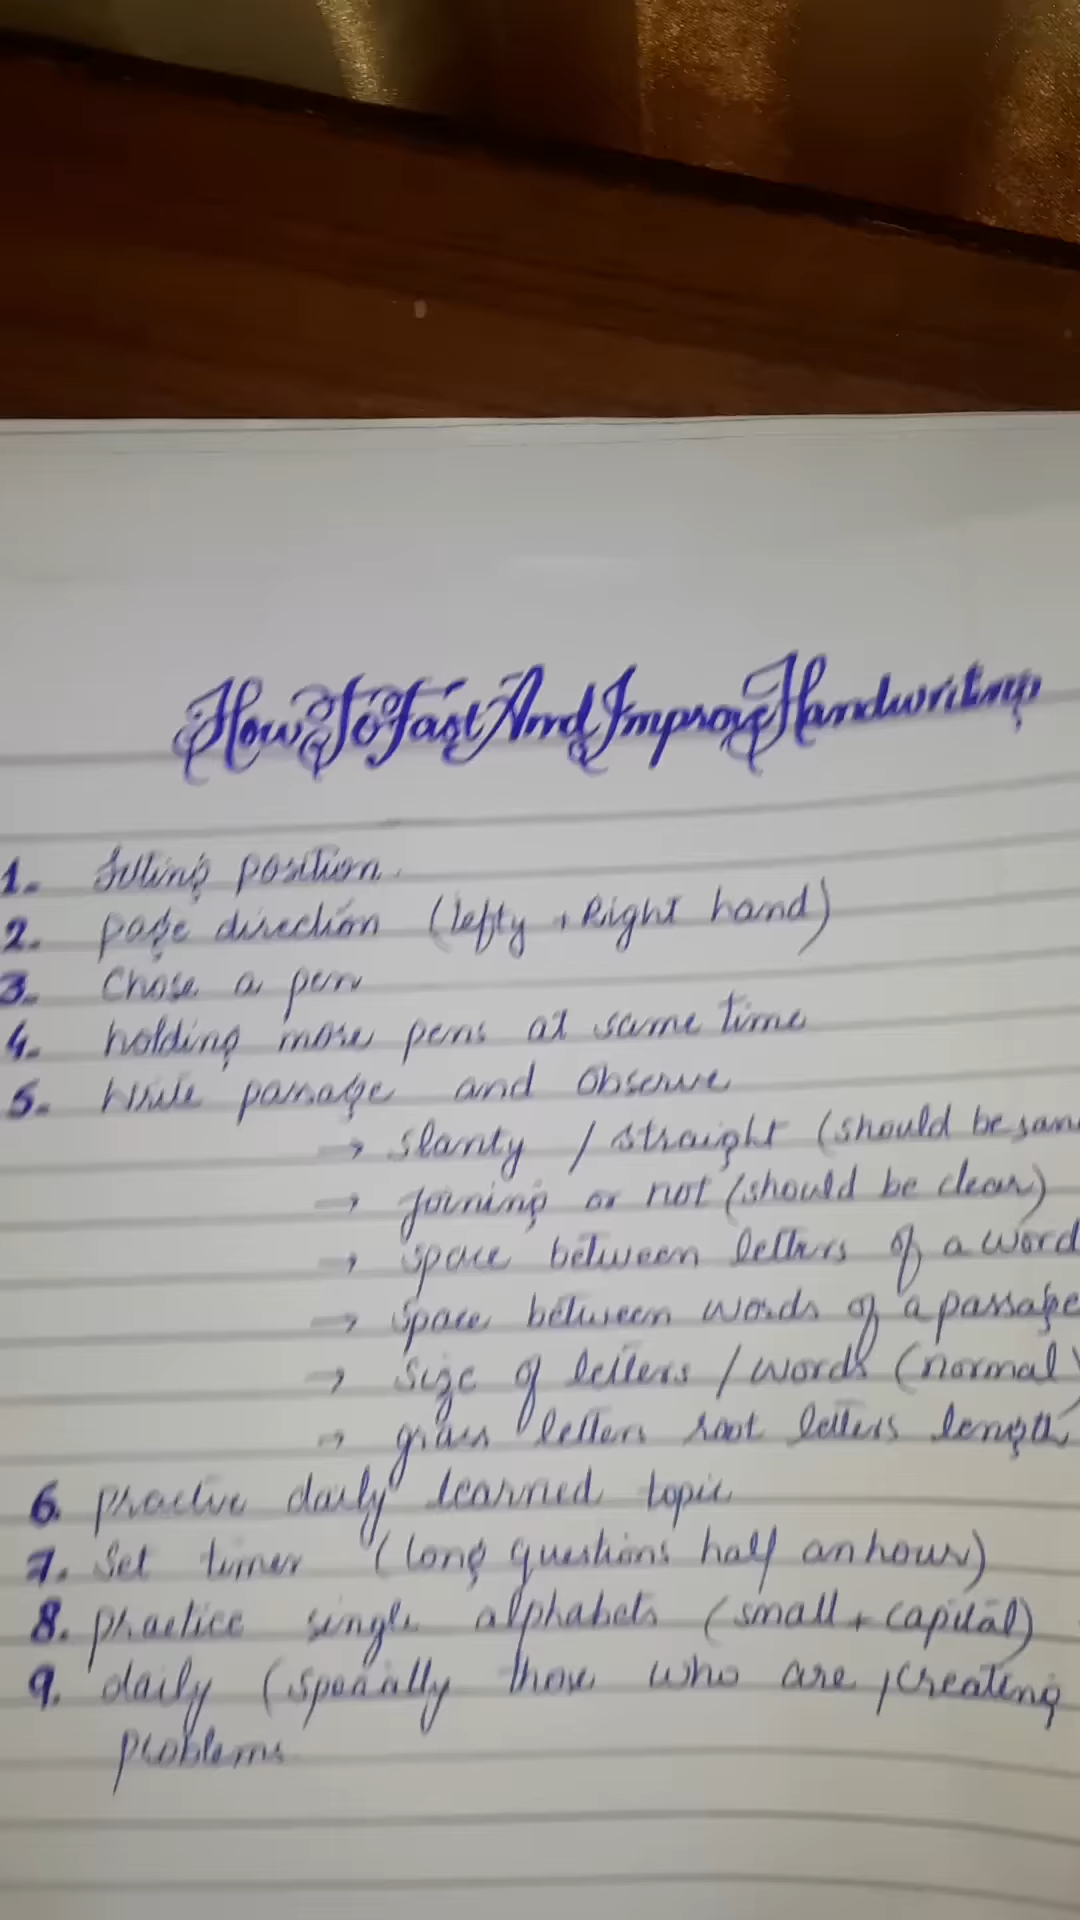 How To Fast And Improve Handwriting
1. Sitting position.
2. page direction (lefty + Right hand)
3. Chose a pen
4. holding more pens at same time
5. Write passage and observe
→ slanty / straight (should be sam
→ joining or not (should be clear)
→ space between letters of a word
→ space between words of a passage
→ size of letters / words (normal)
→ grass letters root letters length
6. practice daily learned topic
7. Set timer (long questions half an hour)
8. practice single alphabets (small + capital)
9. daily (specially those who are creating
problems